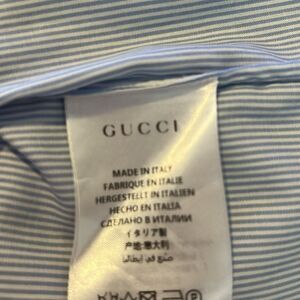 GUCCI
MADE IN ITALY
FABRIQUÉ EN ITALIE
HERGESTELLT IN ITALIEN
HECHO EN ITALIA
СДЕЛАНО В ИТАЛИИ
イタリア製
产地:意大利
صنع في إيطاليا